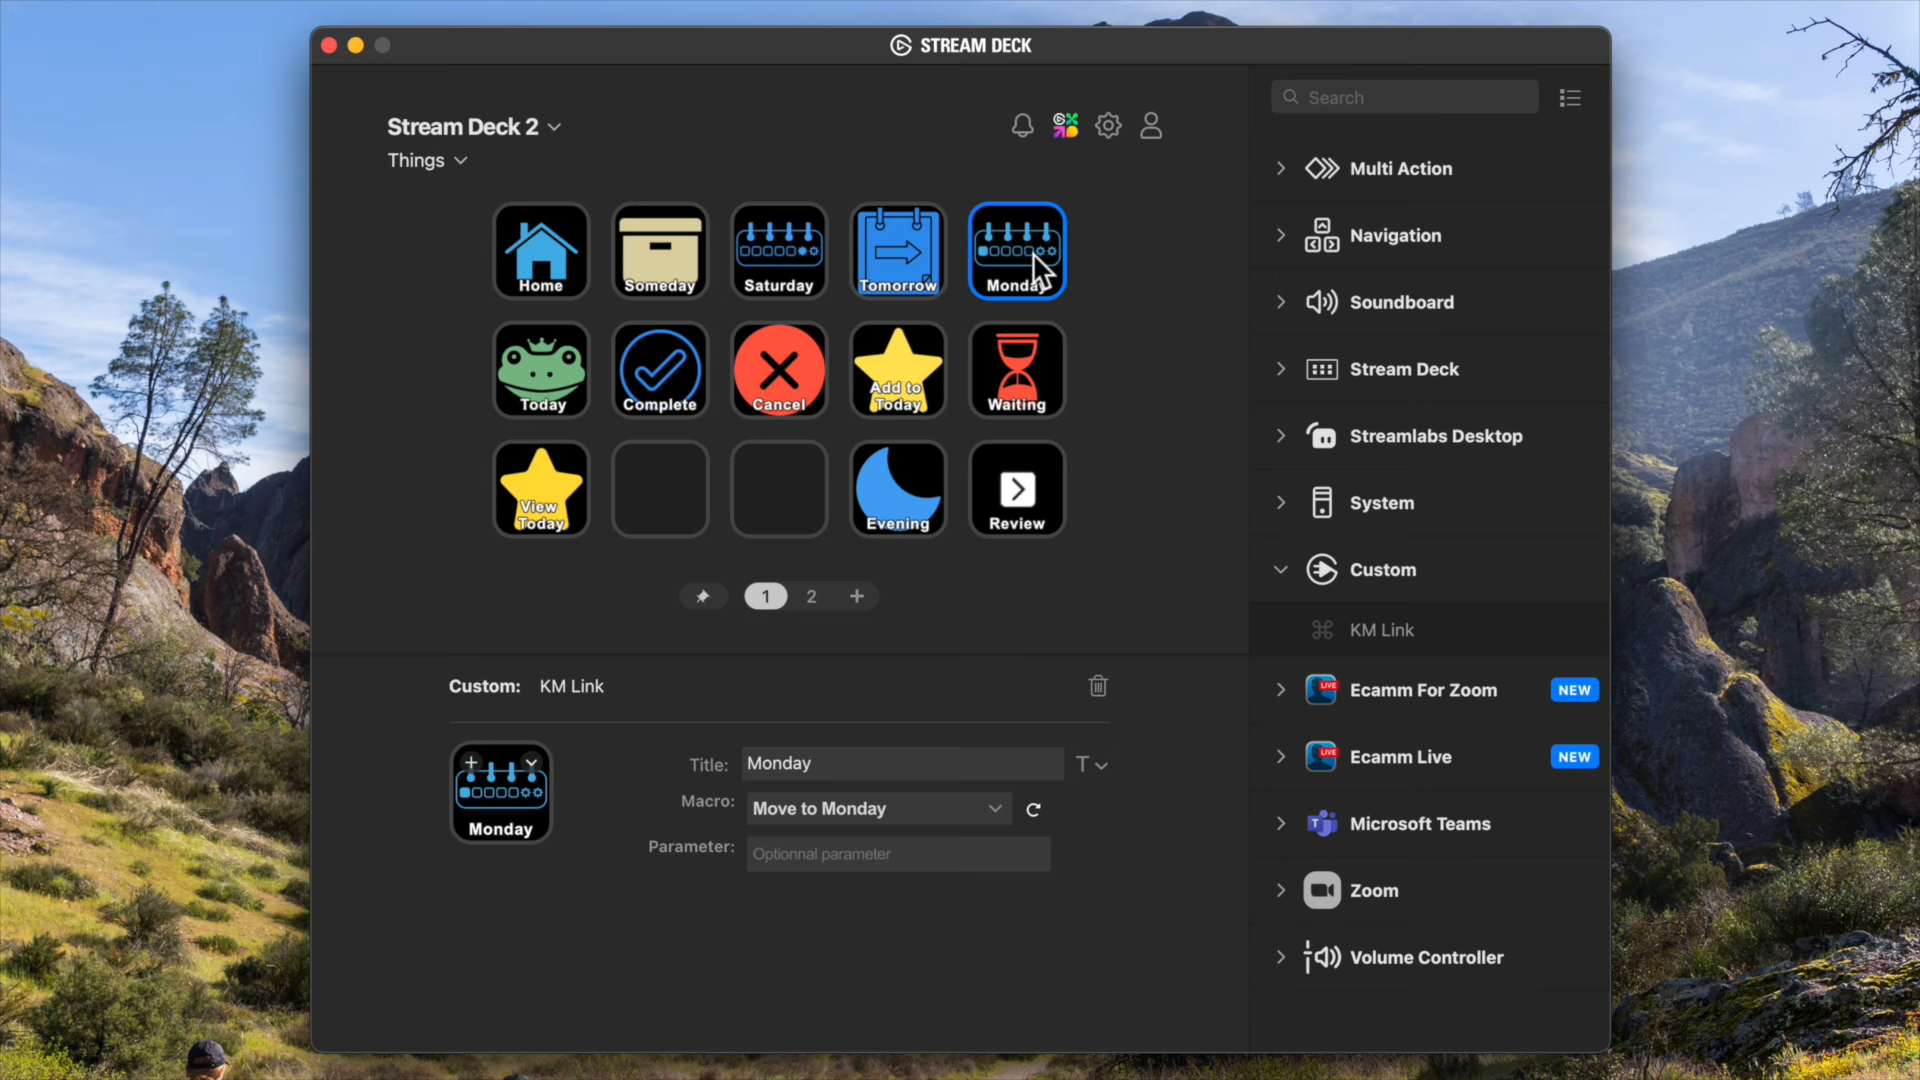 STREAM DECK
Stream Deck 2
Things
Home
Someday
Saturday
Tomorrow
Monday
Today
Complete
Cancel
Add to
Today
Waiting
View
Today
Evening
Review
1
2
Custom:
KM Link
Monday
Title:
Monday
T
Macro:
Move to Monday
Parameter:
Optionnal parameter
Search
Multi Action
Navigation
Soundboard
Stream Deck
Streamlabs Desktop
System
Custom
KM Link
LIVE
Ecamm For Zoom
NEW
LIVE
Ecamm Live
NEW
Microsoft Teams
Zoom
Volume Controller